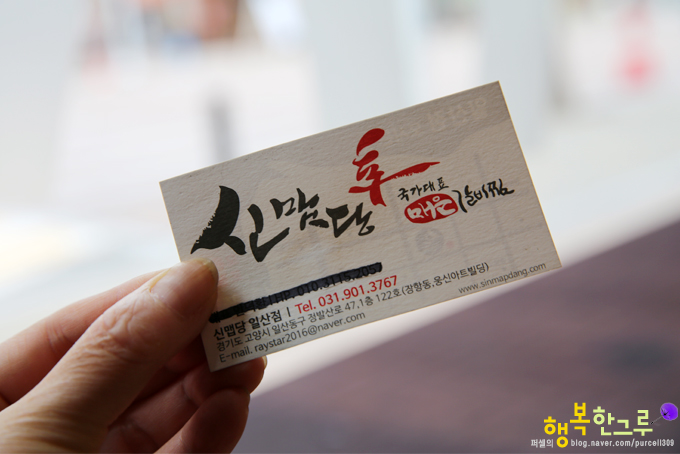 신맵당 후
국가대표
매운 갈비찜
신맵당 일산점 | Tel. 031.901.3767
경기도 고양시 일산동구 정발산로 47, 1층 122호(장항동,웅신아트빌딩)
E-mail. raystar2016@naver.com
www.sinmapdang.com
행복한그루
퍼셀의 blog.naver.com/purcell309